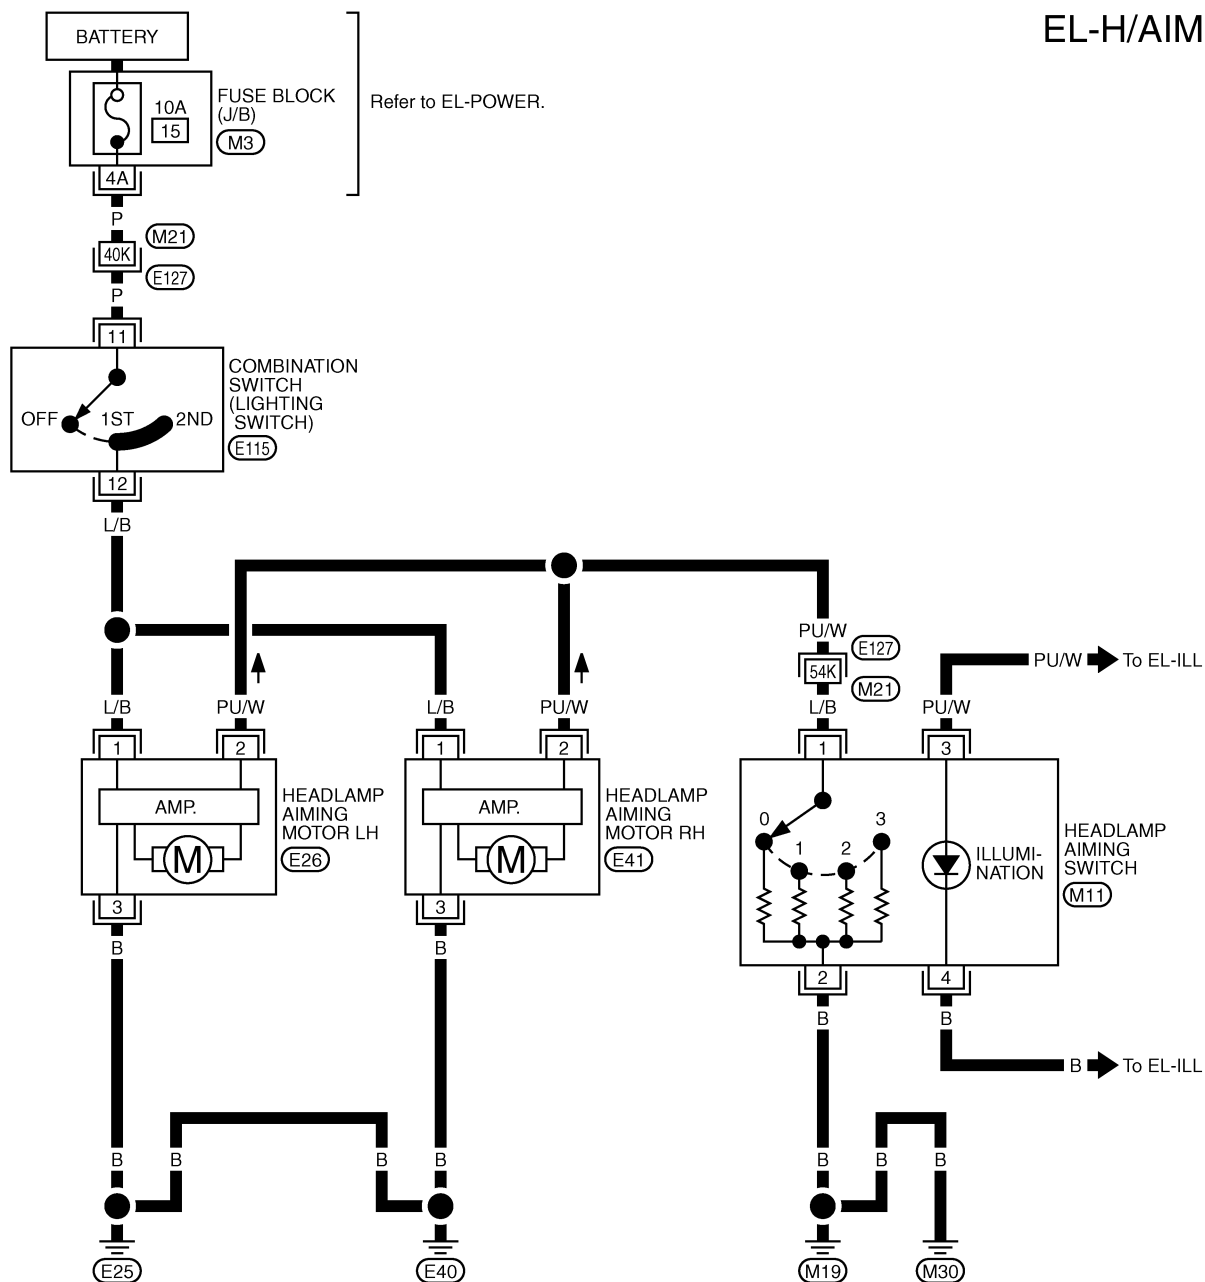 EL-H/AIM
BATTERY
10A
15
FUSE BLOCK
(J/B)
M3
Refer to EL-POWER.
4A
P
M21
40K
E127
P
11
COMBINATION
SWITCH
(LIGHTING
SWITCH)
E115
OFF 1ST 2ND
12
L/B
PU/W
E127
54K
M21
PU/W To EL-ILL
L/B PU/W L/B PU/W L/B PU/W
1 2 1 2 1 3
AMP.
M
HEADLAMP
AIMING
MOTOR LH
E26
AMP.
M
HEADLAMP
AIMING
MOTOR RH
E41
0 1 2 3
ILLUMI-
NATION
HEADLAMP
AIMING
SWITCH
M11
3 3 2 4
B B B B
B To EL-ILL
B B B B B B B
E25 E40 M19 M30